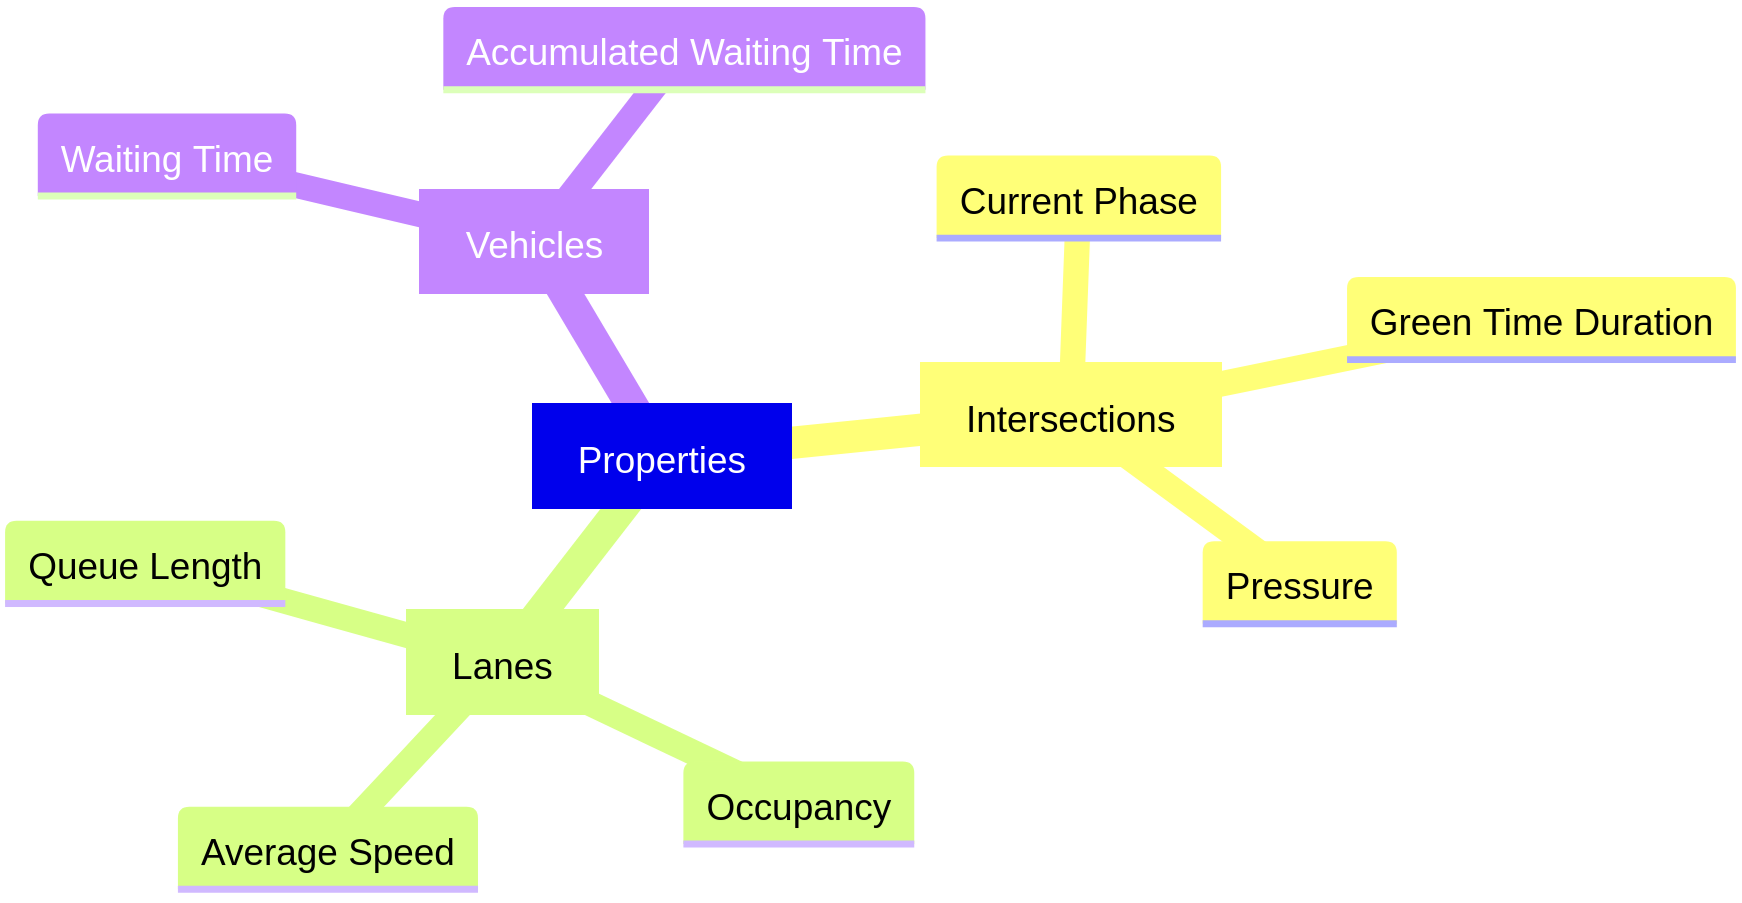 Accumulated Waiting Time
Waiting Time
Vehicles
Current Phase
Green Time Duration
Intersections
Properties
Pressure
Queue Length
Lanes
Occupancy
Average Speed